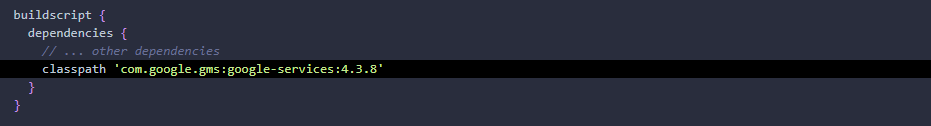 buildscript {
  dependencies {
    // ... other dependencies
    classpath 'com.google.gms:google-services:4.3.8'
  }
}